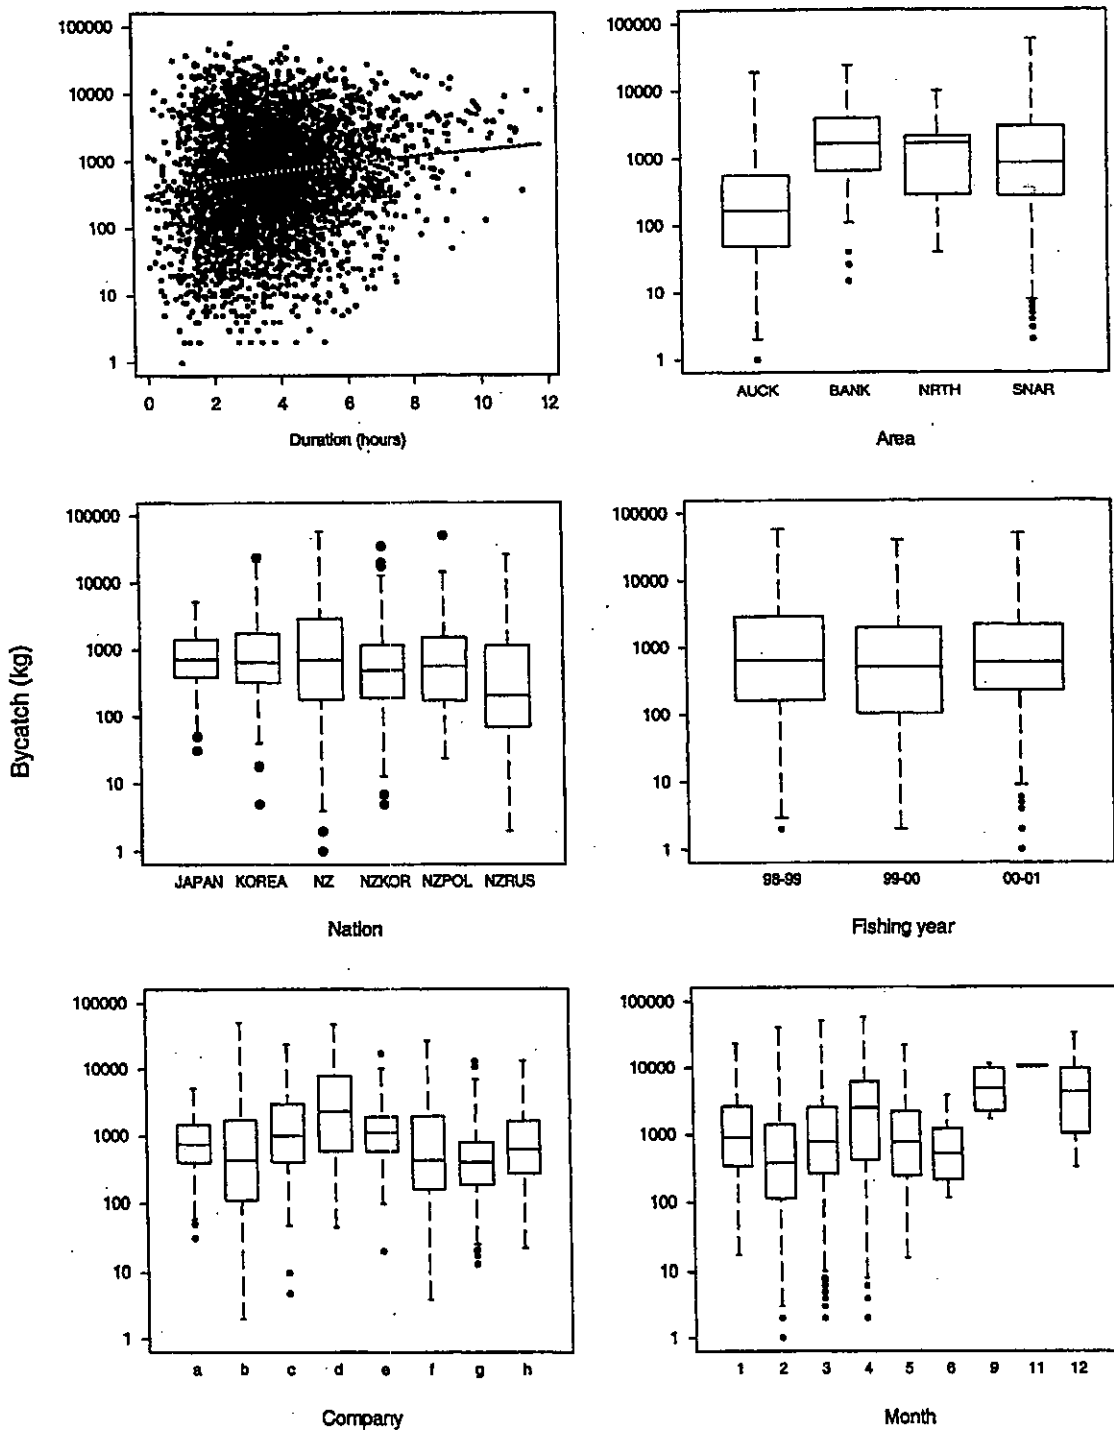 100000
10000
1000
100
10
1
0 2 4 6 8 10 12
Duration (hours)
100000
10000
1000
100
10
1
AUCK BANK NRTH SNAR
Area
Bycatch (kg)
100000
10000
1000
100
10
1
JAPAN KOREA NZ NZKOR NZPOL NZRUS
Nation
100000
10000
1000
100
10
1
98-99 99-00 00-01
Fishing year
100000
10000
1000
100
10
1
a b c d e f g h
Company
100000
10000
1000
100
10
1
1 2 3 4 5 6 9 11 12
Month